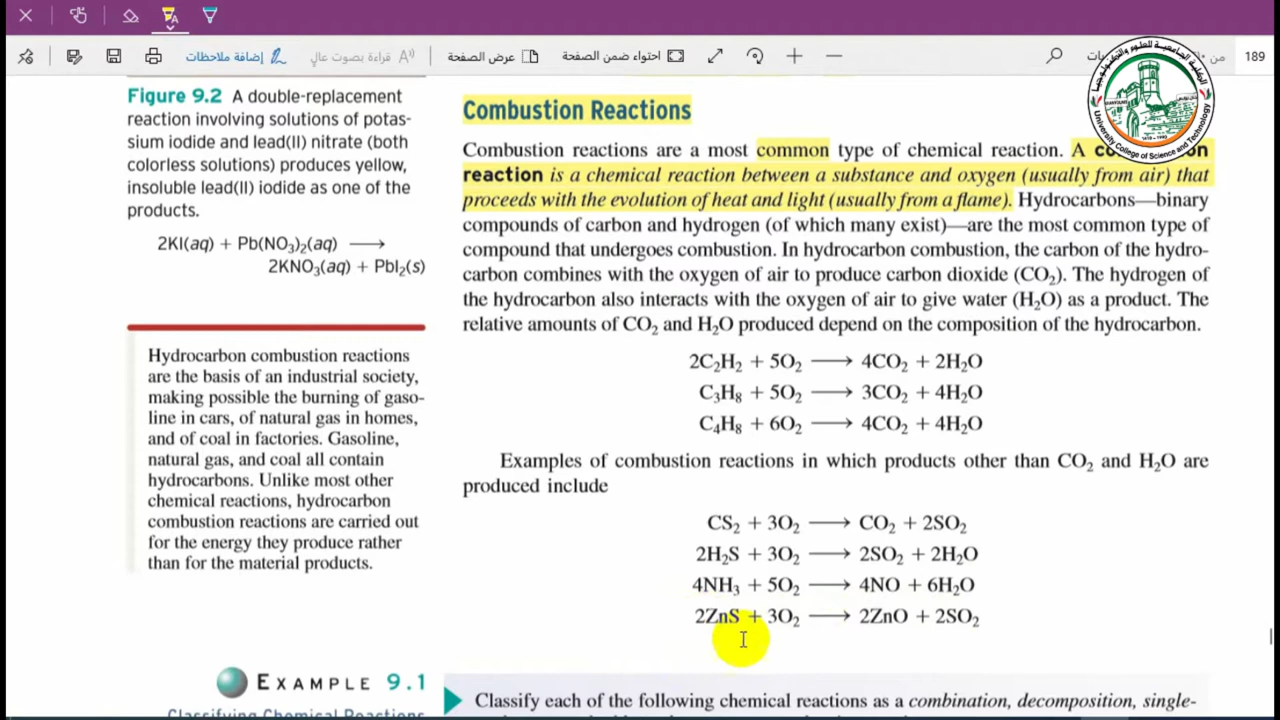 إضافة ملاحظات
قراءة بصوت عالٍ
عرض الصفحة
احتواء ضمن الصفحة
من
189
Figure 9.2 A double-replacement
reaction involving solutions of potas-
sium iodide and lead(II) nitrate (both
colorless solutions) produces yellow,
insoluble lead(II) iodide as one of the
products.
2KI(aq) + Pb(NO₃)₂(aq) ⟶
2KNO₃(aq) + PbI₂(s)
Hydrocarbon combustion reactions
are the basis of an industrial society,
making possible the burning of gaso-
line in cars, of natural gas in homes,
and of coal in factories. Gasoline,
natural gas, and coal all contain
hydrocarbons. Unlike most other
chemical reactions, hydrocarbon
combustion reactions are carried out
for the energy they produce rather
than for the material products.
Combustion Reactions
Combustion reactions are a most common type of chemical reaction. A
reaction is a chemical reaction between a substance and oxygen (usually from air) that
proceeds with the evolution of heat and light (usually from a flame). Hydrocarbons—binary
compounds of carbon and hydrogen (of which many exist)—are the most common type of
compound that undergoes combustion. In hydrocarbon combustion, the carbon of the hydro-
carbon combines with the oxygen of air to produce carbon dioxide (CO₂). The hydrogen of
the hydrocarbon also interacts with the oxygen of air to give water (H₂O) as a product. The
relative amounts of CO₂ and H₂O produced depend on the composition of the hydrocarbon.
2C₂H₂ + 5O₂ ⟶ 4CO₂ + 2H₂O
C₃H₈ + 5O₂ ⟶ 3CO₂ + 4H₂O
C₄H₈ + 6O₂ ⟶ 4CO₂ + 4H₂O
Examples of combustion reactions in which products other than CO₂ and H₂O are
produced include
CS₂ + 3O₂ ⟶ CO₂ + 2SO₂
2H₂S + 3O₂ ⟶ 2SO₂ + 2H₂O
4NH₃ + 5O₂ ⟶ 4NO + 6H₂O
2ZnS + 3O₂ ⟶ 2ZnO + 2SO₂
EXAMPLE 9.1
Classifying Chemical Reactions
Classify each of the following chemical reactions as a combination, decomposition, single-
University College of Science and Technology